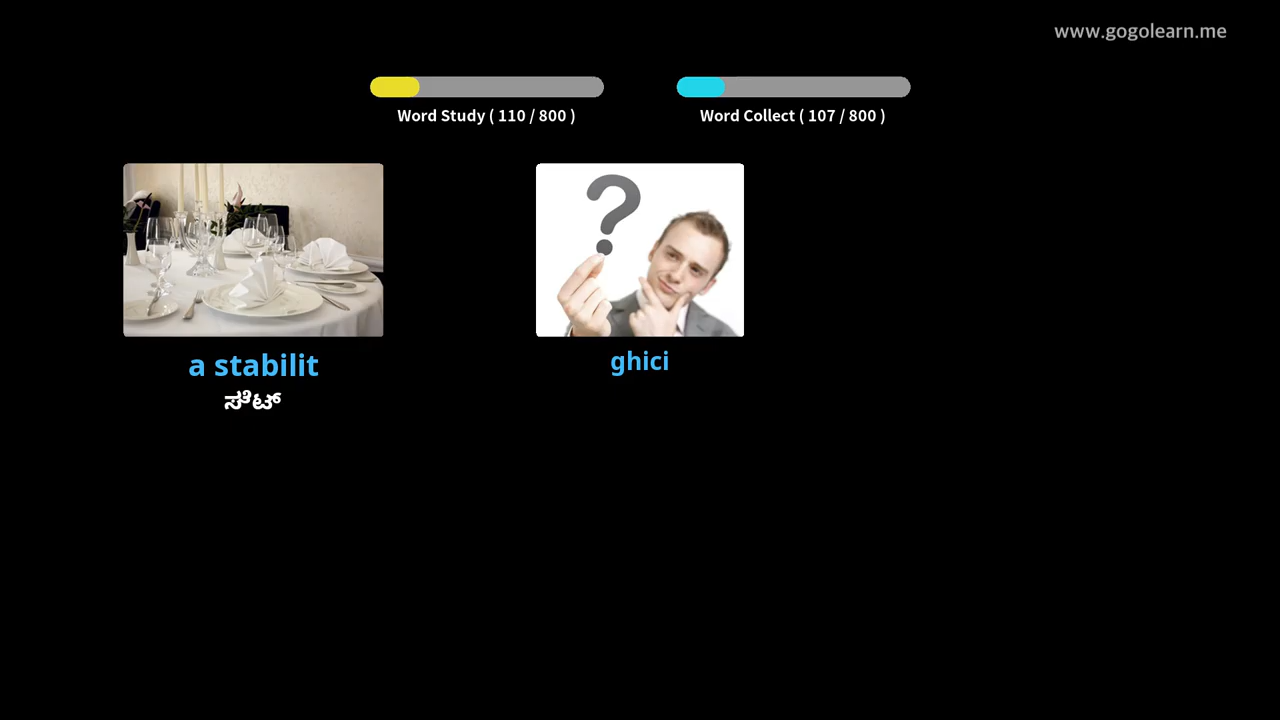 www.gogolearn.me
Word Study ( 110 / 800 )
Word Collect ( 107 / 800 )
a stabilit
ghici
ಸೆಟ್